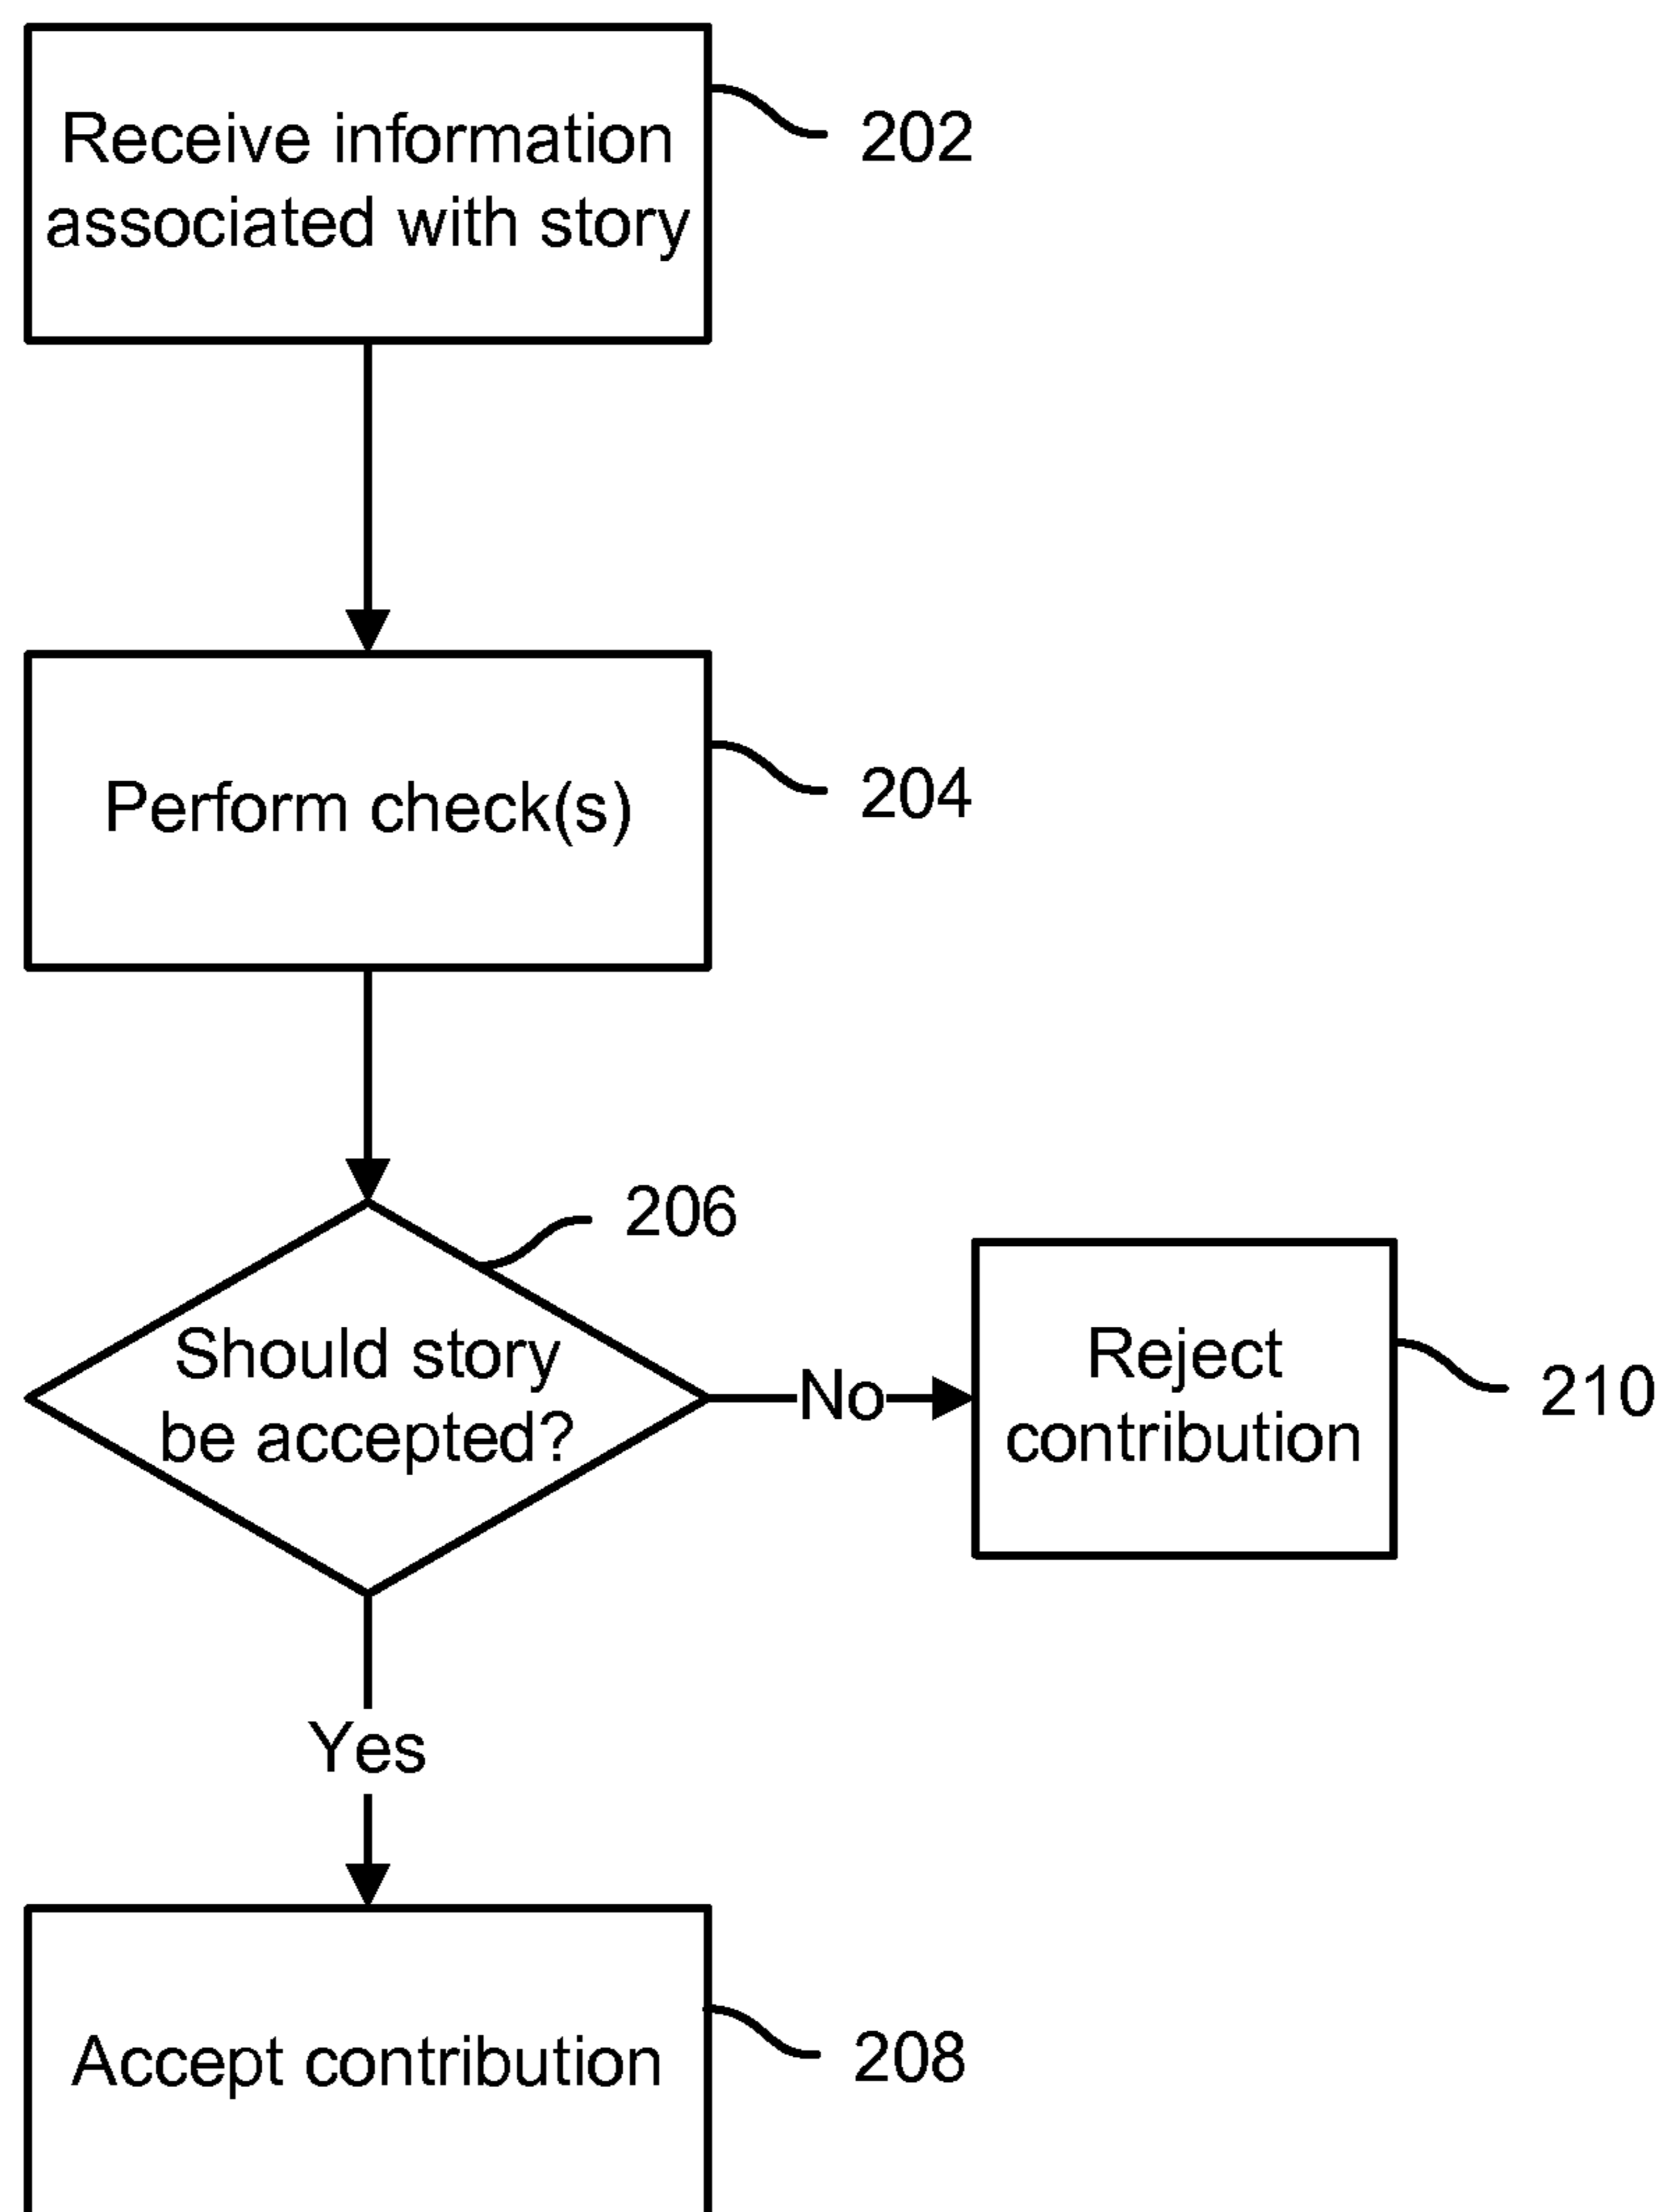 Receive information
associated with story
202
Perform check(s)
204
206
Should story
be accepted?
No
Reject
contribution
210
Yes
Accept contribution
208